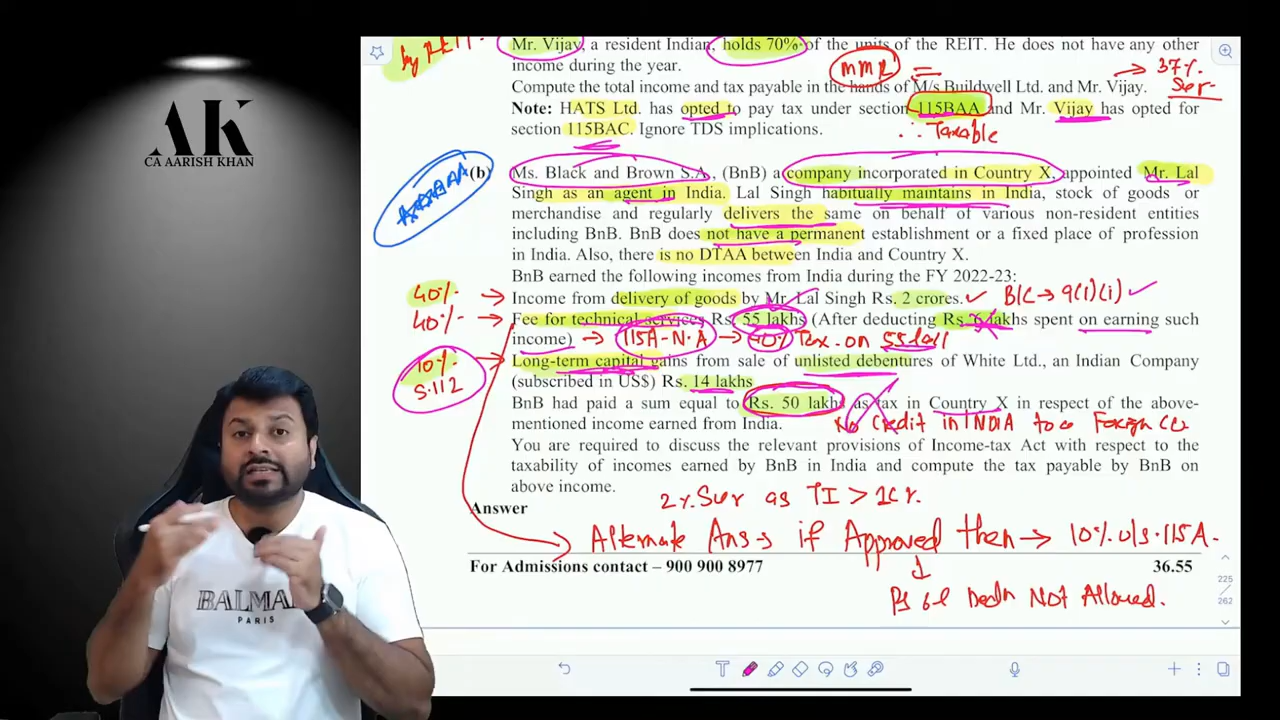 AK
CA AARISH KHAN
by REIT
Mr. Vijay, a resident Indian, holds 70% of the units of the REIT. He does not have any other
income during the year.
MMR
37%
Sur
Compute the total income and tax payable in the hands of M/s Buildwell Ltd. and Mr. Vijay.
Note: HATS Ltd. has opted to pay tax under section 115BAA and Mr. Vijay has opted for
section 115BAC. Ignore TDS implications.
∴ Taxable
(b) Ms. Black and Brown S.A, (BnB) a company incorporated in Country X, appointed Mr. Lal
Singh as an agent in India. Lal Singh habitually maintains in India, stock of goods or
merchandise and regularly delivers the same on behalf of various non-resident entities
including BnB. BnB does not have a permanent establishment or a fixed place of profession
in India. Also, there is no DTAA between India and Country X.
BnB earned the following incomes from India during the FY 2022-23:
40% → Income from delivery of goods by Mr. Lal Singh Rs. 2 crores. ✓ B/C → 9(1)(i) ✓
40% → Fee for technical services Rs. 55 lakhs (After deducting Rs. 6 lakhs spent on earning such
income) → 115A-N.A → 40% Tax on 55 lakh
10%
S.112
Long-term capital gains from sale of unlisted debentures of White Ltd., an Indian Company
(subscribed in US$) Rs. 14 lakhs
BnB had paid a sum equal to Rs. 50 lakhs as tax in Country X in respect of the above-
mentioned income earned from India.
No Credit in INDIA to a Foreign Co
You are required to discuss the relevant provisions of Income-tax Act with respect to the
taxability of incomes earned by BnB in India and compute the tax payable by BnB on
above income.
2% Sur as TI > 1Cr.
Answer
Alternate Ans → if Approved then → 10% u/s.115A.
For Admissions contact – 900 900 8977
36.55
Not Allowed.
225
262
BALMA
PARIS